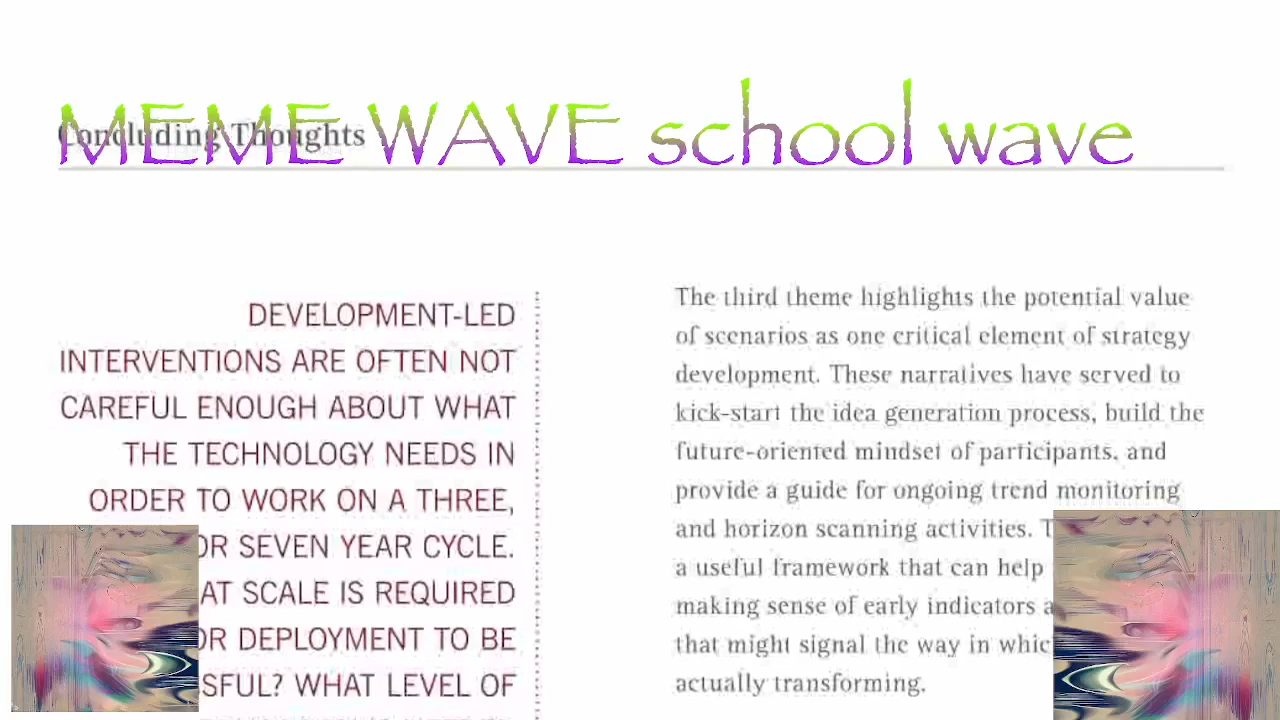 MEME WAVE school wave
Concluding Thoughts
DEVELOPMENT-LED
INTERVENTIONS ARE OFTEN NOT
CAREFUL ENOUGH ABOUT WHAT
THE TECHNOLOGY NEEDS IN
ORDER TO WORK ON A THREE,
OR SEVEN YEAR CYCLE.
AT SCALE IS REQUIRED
OR DEPLOYMENT TO BE
SFUL? WHAT LEVEL OF
The third theme highlights the potential value
of scenarios as one critical element of strategy
development. These narratives have served to
kick-start the idea generation process, build the
future-oriented mindset of participants, and
provide a guide for ongoing trend monitoring
and horizon scanning activities. T
a useful framework that can help
making sense of early indicators a
that might signal the way in whic
actually transforming.